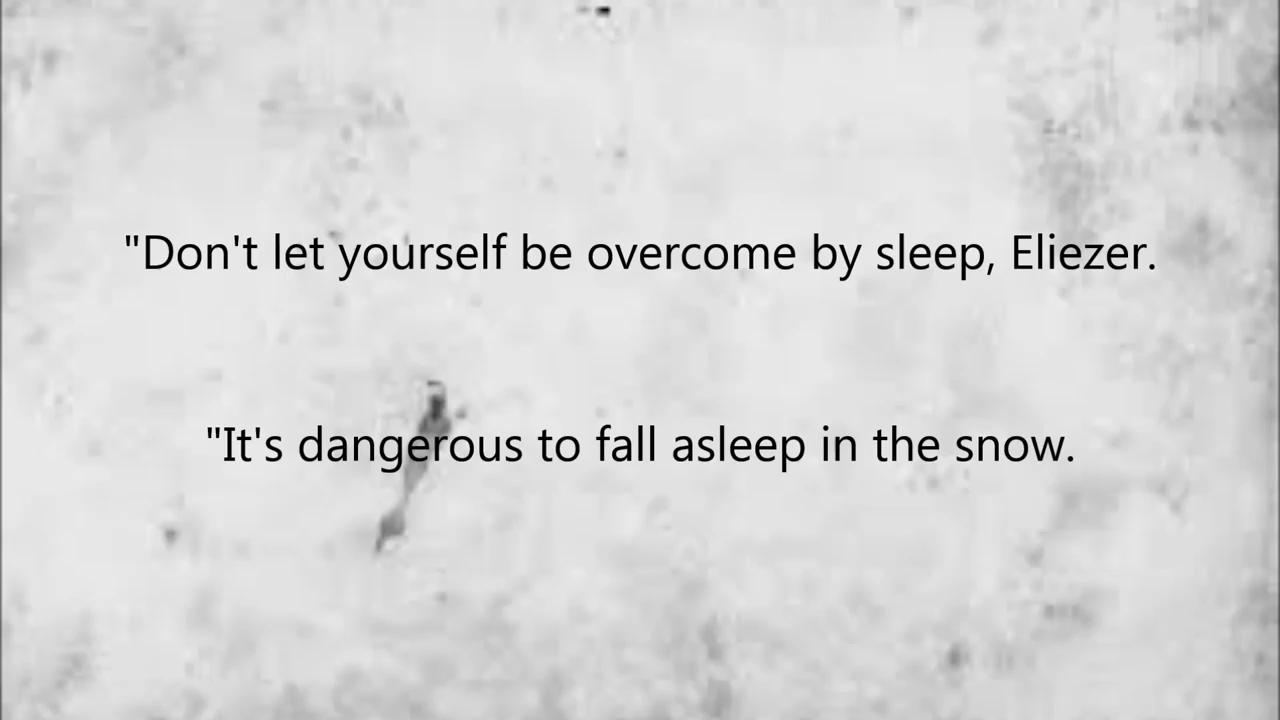 "Don't let yourself be overcome by sleep, Eliezer.
"It's dangerous to fall asleep in the snow.